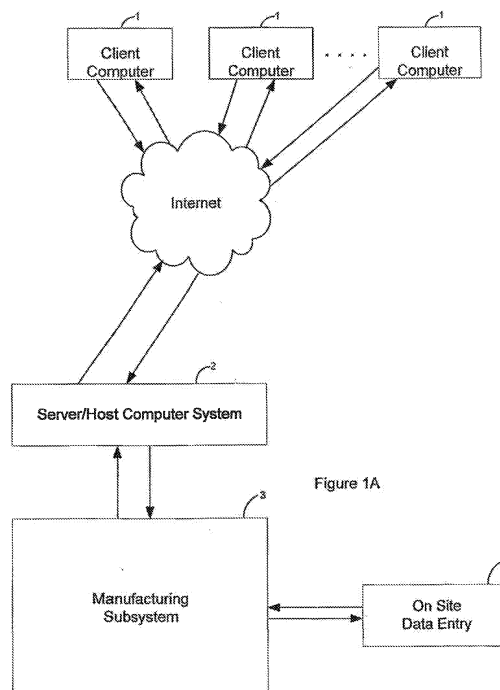 1
1
1
Client
Computer
Client
Computer
Client
Computer
Internet
2
Server/Host Computer System
Figure 1A
3
Manufacturing
Subsystem
On Site
Data Entry